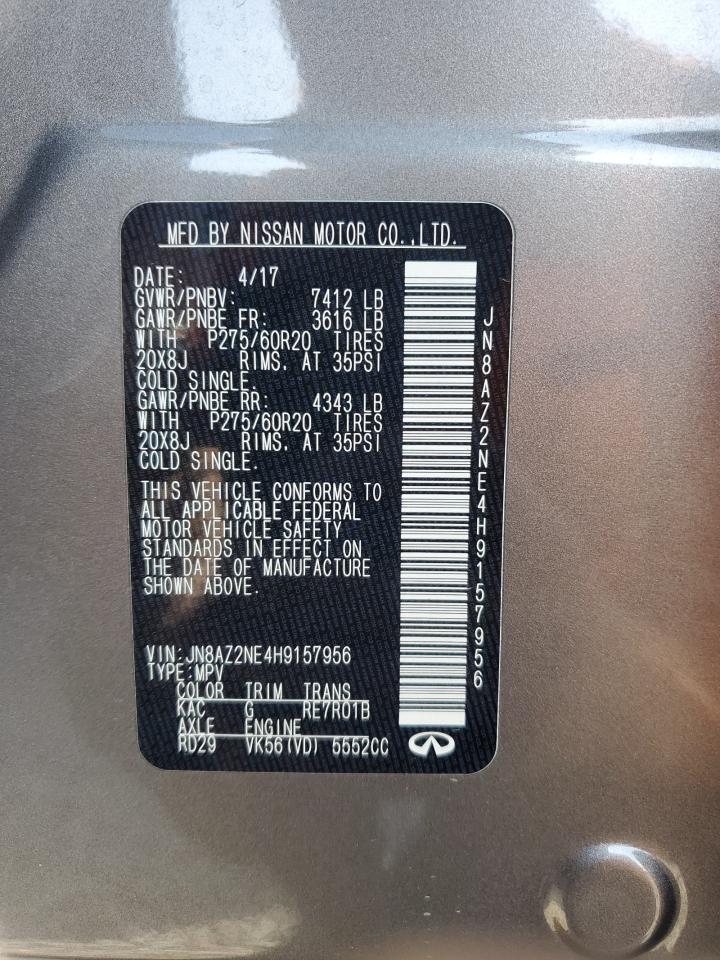 MFD BY NISSAN MOTOR CO.,LTD.
DATE: 4/17
GVWR/PNBV: 7412 LB
GAWR/PNBE FR: 3616 LB
WITH P275/60R20 TIRES
20X8J RIMS. AT 35PSI
COLD SINGLE.
GAWR/PNBE RR: 4343 LB
WITH P275/60R20 TIRES
20X8J RIMS. AT 35PSI
COLD SINGLE.
THIS VEHICLE CONFORMS TO
ALL APPLICABLE FEDERAL
MOTOR VEHICLE SAFETY
STANDARDS IN EFFECT ON
THE DATE OF MANUFACTURE
SHOWN ABOVE.
VIN:JN8AZ2NE4H9157956
TYPE:MPV
COLOR TRIM TRANS
KAC G RE7R01B
AXLE ENGINE
RD29 VK56(VD) 5552CC
JN8AZ2NE4H9157956